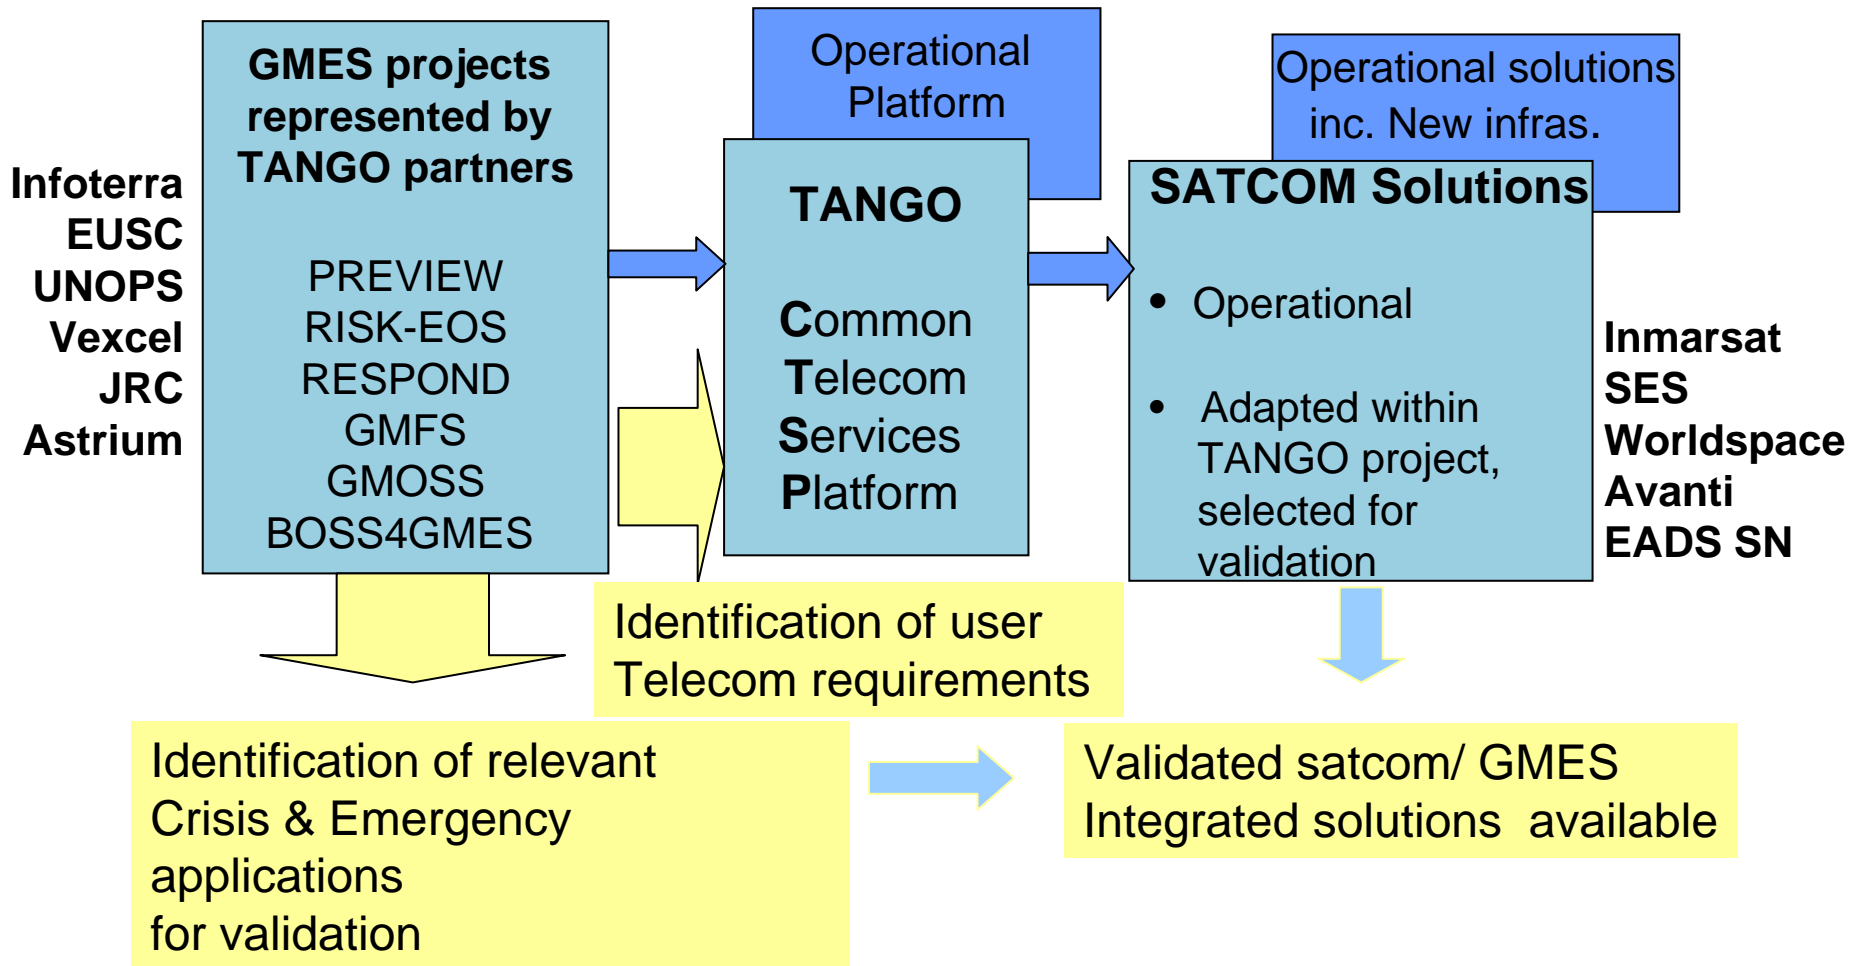 Infoterra
EUSC
UNOPS
Vexcel
JRC
Astrium
GMES projects
represented by
TANGO partners
PREVIEW
RISK-EOS
RESPOND
GMFS
GMOSS
BOSS4GMES
Operational
Platform
TANGO
Common
Telecom
Services
Platform
Operational solutions
inc. New infras.
SATCOM Solutions
• Operational
• Adapted within
TANGO project,
selected for
validation
Inmarsat
SES
Worldspace
Avanti
EADS SN
Identification of user
Telecom requirements
Identification of relevant
Crisis & Emergency
applications
for validation
Validated satcom/ GMES
Integrated solutions available